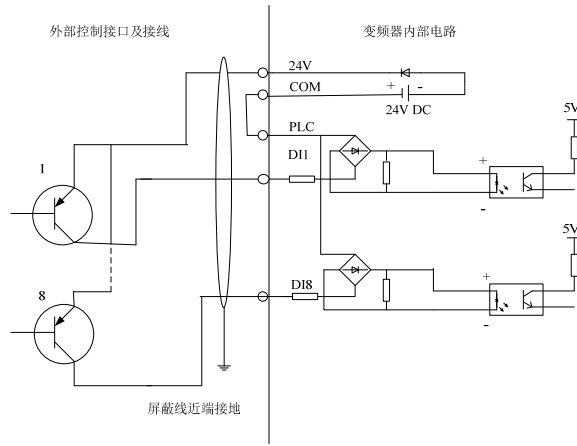 外部控制接口及接线
变频器内部电路
24V
COM
+ -
24V DC
5V
PLC
DI1
+
-
1
5V
8
DI8
+
-
屏蔽线近端接地